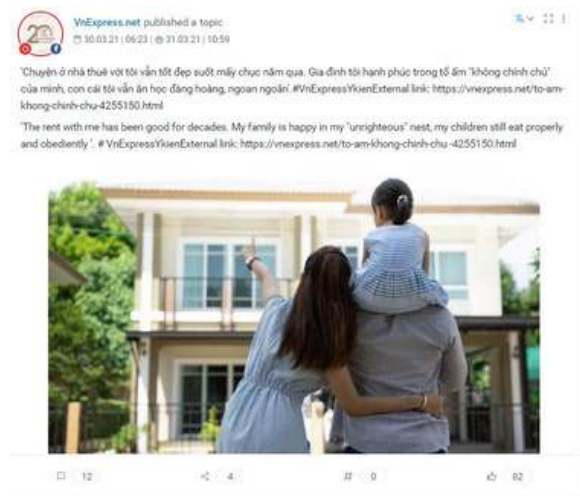 VnExpress.net published a topic
30.03.21 | 06:23 | 31.03.21 | 10:59
'Chuyện ở nhà thuê với tôi vẫn tốt đẹp suốt mấy chục năm qua. Gia đình tôi hạnh phúc trong tổ ấm "không chính chủ"
của mình, con cái tôi vẫn ăn học đàng hoàng, ngoan ngoãn'.#VnExpressYkienExternal link: https://vnexpress.net/to-am-
khong-chinh-chu-4255150.html
'The rent with me has been good for decades. My family is happy in my "unrighteous" nest, my children still eat properly
and obediently '. # VnExpressYkienExternal link: https://vnexpress.net/to-am-khong-chinh-chu -4255150.html
12 4 0 82